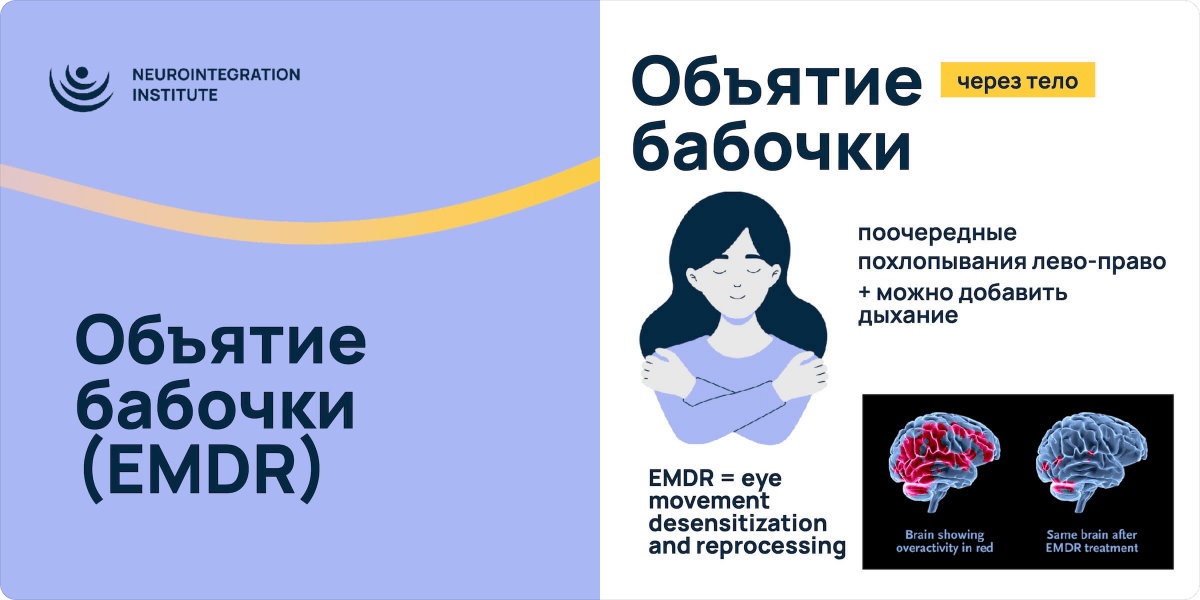 NEUROINTEGRATION
INSTITUTE
Объятие
бабочки
(EMDR)
Объятие
через тело
бабочки
поочередные
похлопывания лево-право
+ можно добавить
дыхание
EMDR = eye
movement
desensitization
and reprocessing
Brain showing
overactivity in red
Same brain after
EMDR treatment